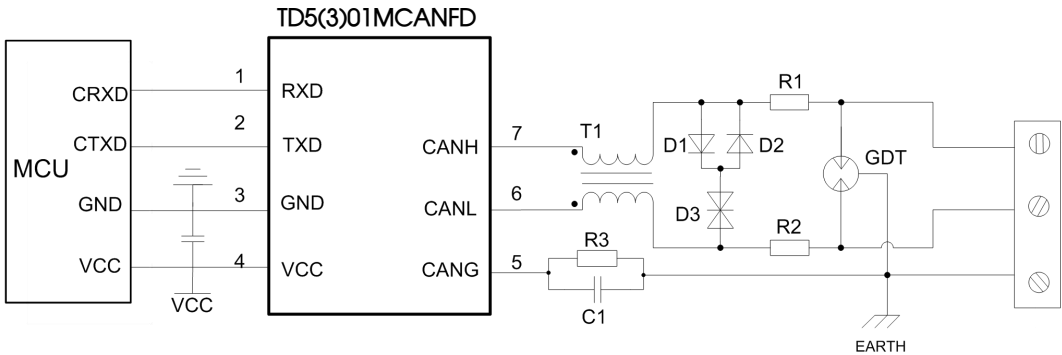 TD5(3)01MCANFD
MCU
CRXD
CTXD
GND
VCC
1
2
3
4
VCC
RXD
TXD
GND
VCC
CANH
CANL
CANG
7
6
5
T1
D1
D2
D3
R1
R2
GDT
R3
C1
EARTH